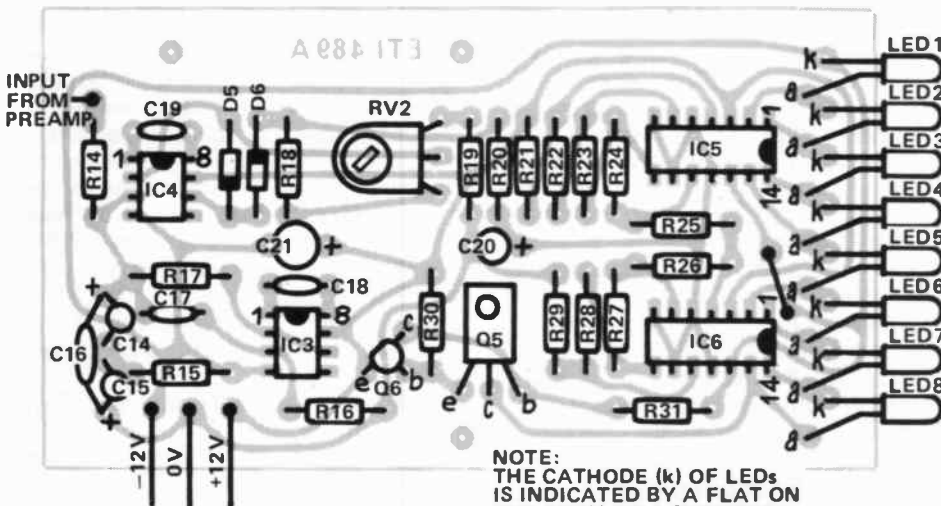 ETI 489 A
INPUT
FROM
PREAMP
C19
D5
D6
RV2
R14
1
8
IC4
R18
R19
R20
R21
R22
R23
R24
IC5
1
14
k
LED1
a
k
LED2
a
k
LED3
a
k
LED4
a
k
LED5
a
k
LED6
a
k
LED7
a
k
LED8
a
C21
+
C20
+
R25
R26
R17
C18
+
C17
C14
C16
C15
+
1
8
IC3
R30
Q5
e
c
b
R29
R28
R27
IC6
1
14
R15
c
e
b
Q6
R16
R31
−12V
0V
+12V
NOTE:
THE CATHODE (k) OF LEDs
IS INDICATED BY A FLAT ON